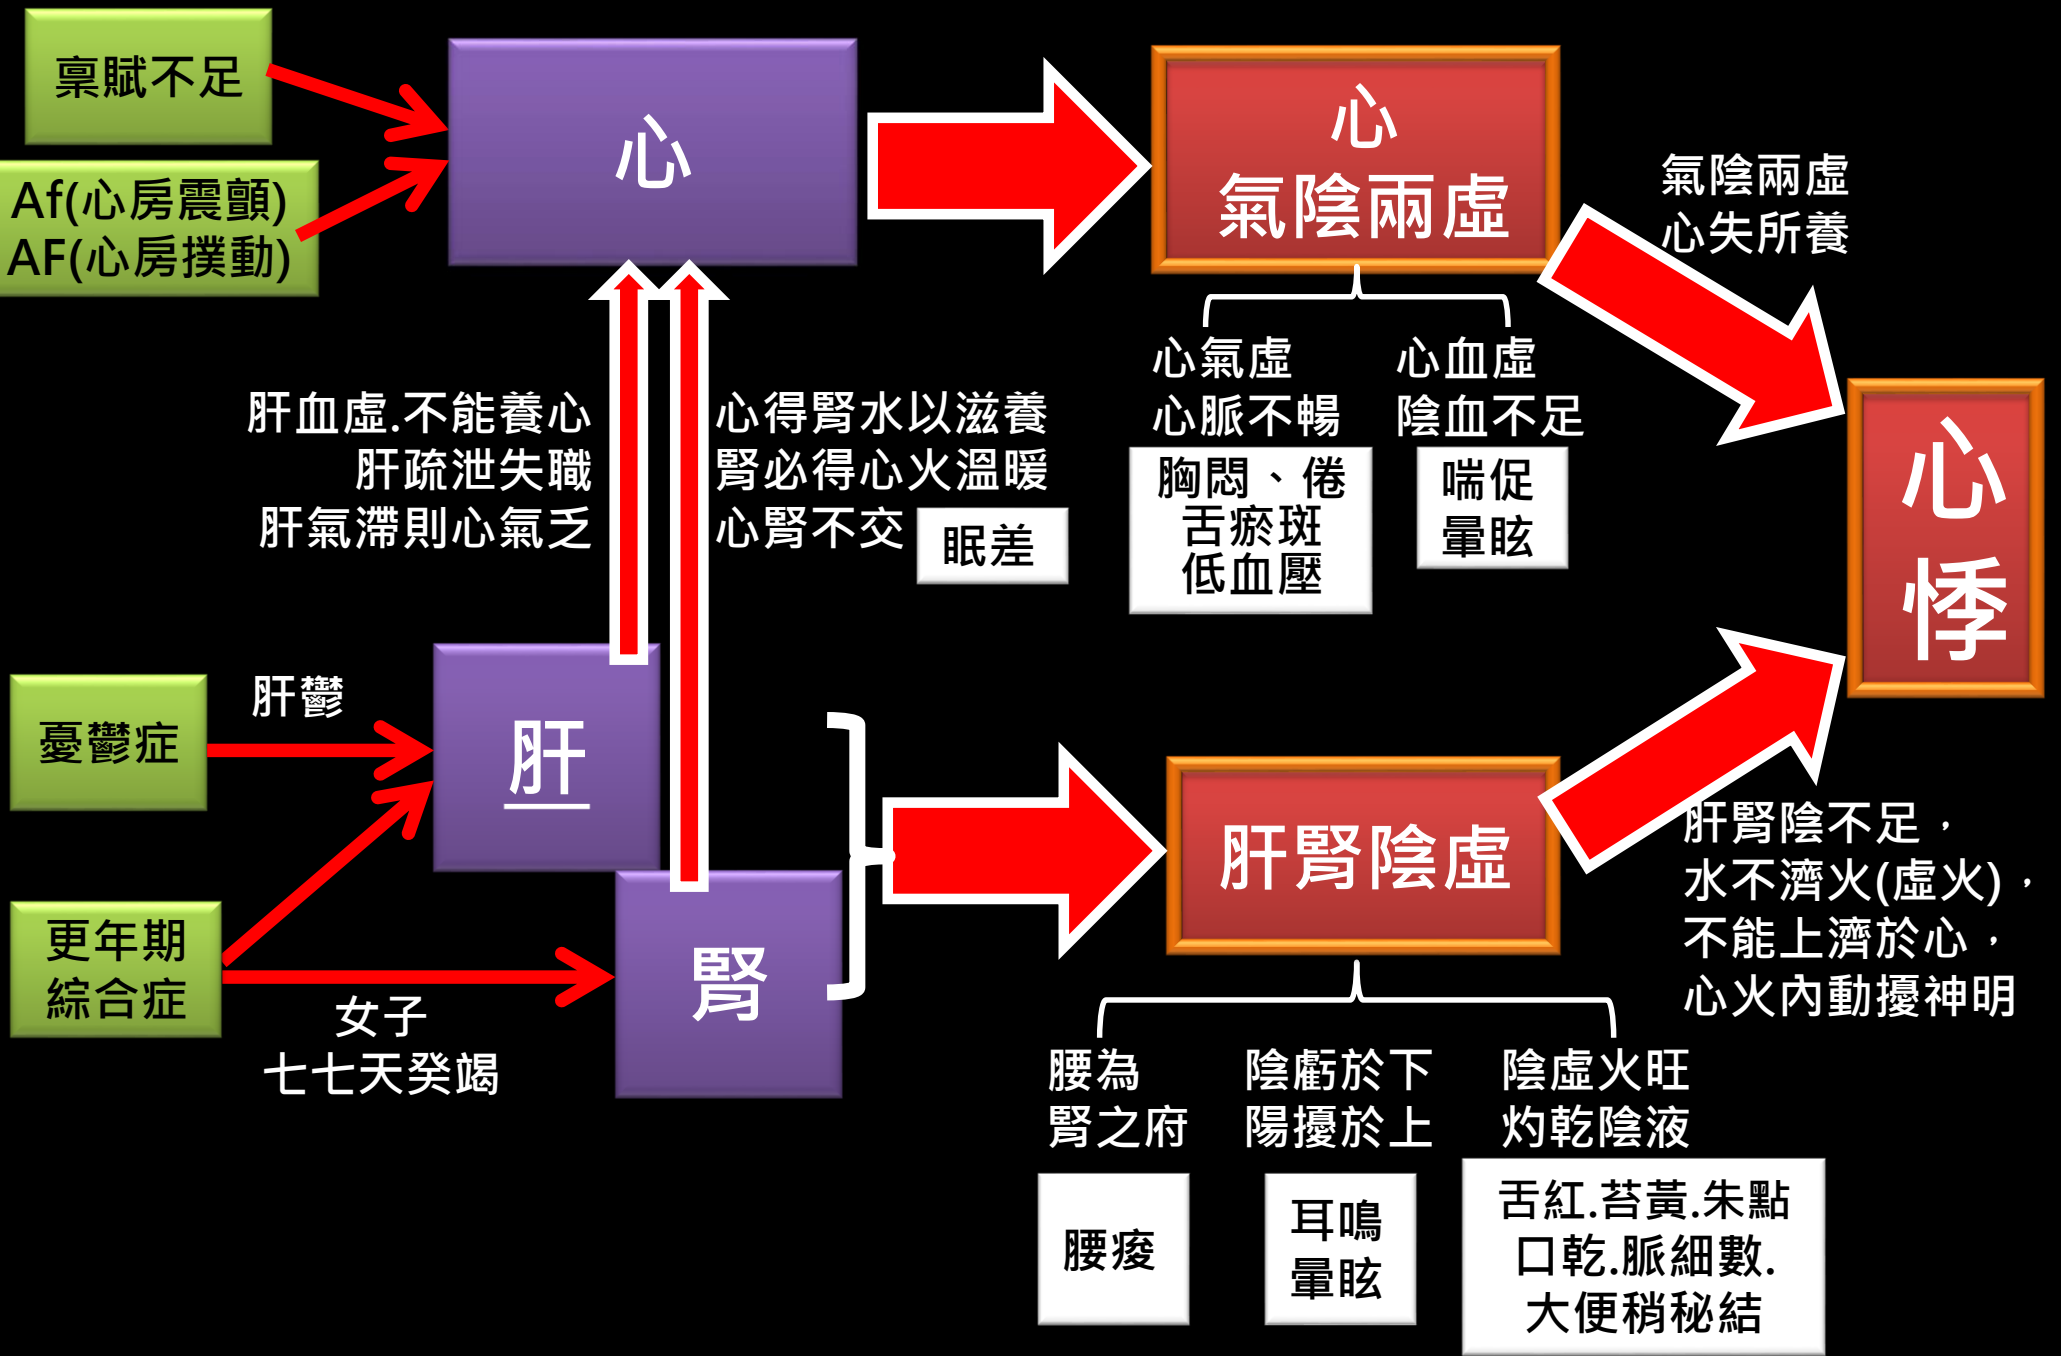 稟賦不足
Af(心房震顫)
AF(心房撲動)
心
心
氣陰兩虛
氣陰兩虛
心失所養
心氣虛
心脈不暢
胸悶、倦
舌瘀斑
低血壓
心血虛
陰血不足
喘促
暈眩
肝血虛.不能養心
肝疏泄失職
肝氣滯則心氣乏
心得腎水以滋養
腎必得心火溫暖
心腎不交
眠差
心
悸
憂鬱症
肝鬱
肝
更年期
綜合症
女子
七七天癸竭
腎
肝腎陰虛
肝腎陰不足，
水不濟火(虛火)，
不能上濟於心，
心火內動擾神明
腰為
腎之府
腰痠
陰虧於下
陽擾於上
耳鳴
暈眩
陰虛火旺
灼乾陰液
舌紅.苔黃.朱點
口乾.脈細數.
大便稍秘結